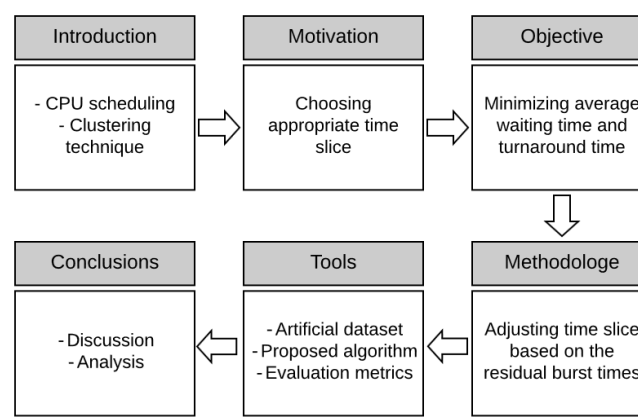 Introduction
- CPU scheduling
- Clustering
technique
Motivation
Choosing
appropriate time
slice
Objective
Minimizing average
waiting time and
turnaround time
Methodologe
Adjusting time slice
based on the
residual burst times
Tools
- Artificial dataset
- Proposed algorithm
- Evaluation metrics
Conclusions
- Discussion
- Analysis